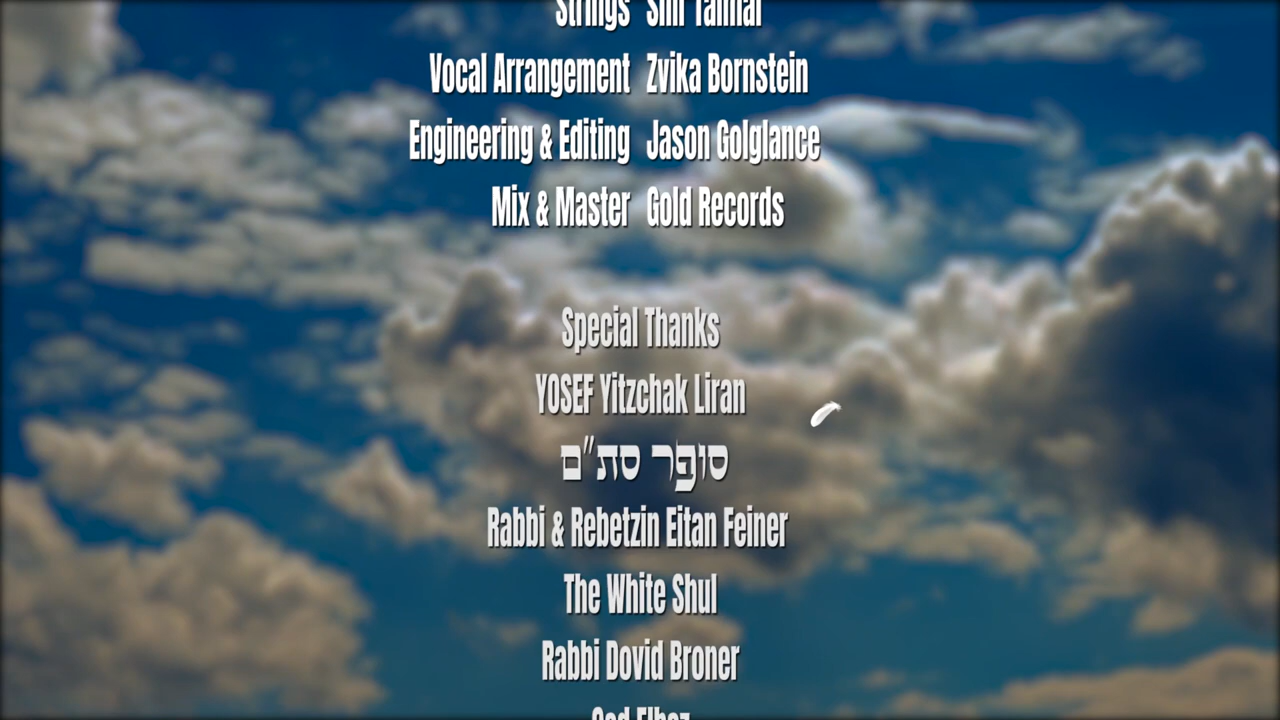 Strings
Vocal Arrangement Zvika Bornstein
Engineering & Editing Jason Golglance
Mix & Master Gold Records
Special Thanks
YOSEF Yitzchak Liran
סופר סת"ם
Rabbi & Rebetzin Eitan Feiner
The White Shul
Rabbi Dovid Broner